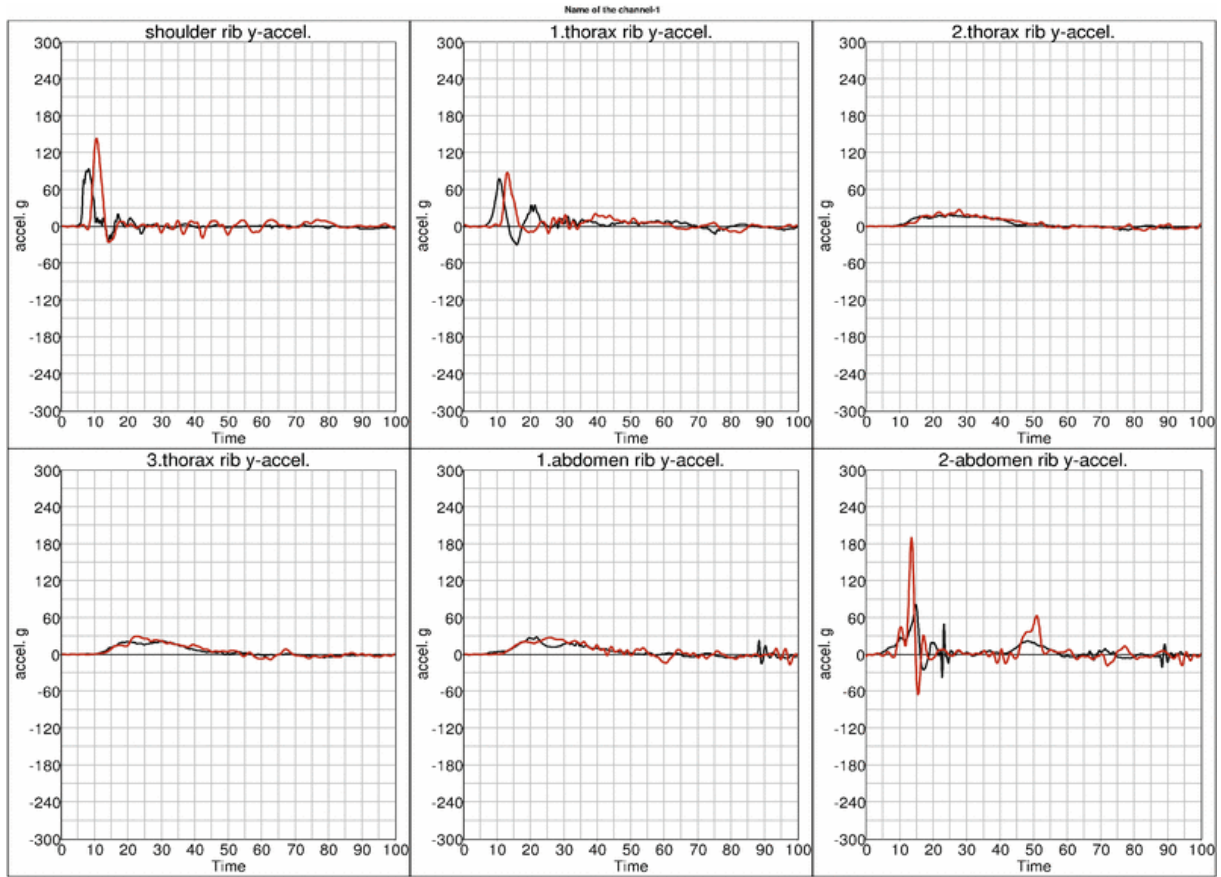 Name of the channel-1
shoulder rib y-accel.
300
240
180
120
60
0
-60
-120
-180
-240
-300
accel. g
0 10 20 30 40 50 60 70 80 90 100
Time
1.thorax rib y-accel.
300
240
180
120
60
0
-60
-120
-180
-240
-300
accel. g
0 10 20 30 40 50 60 70 80 90 100
Time
2.thorax rib y-accel.
300
240
180
120
60
0
-60
-120
-180
-240
-300
accel. g
0 10 20 30 40 50 60 70 80 90 100
Time
3.thorax rib y-accel.
300
240
180
120
60
0
-60
-120
-180
-240
-300
accel. g
0 10 20 30 40 50 60 70 80 90 100
Time
1.abdomen rib y-accel.
300
240
180
120
60
0
-60
-120
-180
-240
-300
accel. g
0 10 20 30 40 50 60 70 80 90 100
Time
2-abdomen rib y-accel.
300
240
180
120
60
0
-60
-120
-180
-240
-300
accel. g
0 10 20 30 40 50 60 70 80 90 100
Time